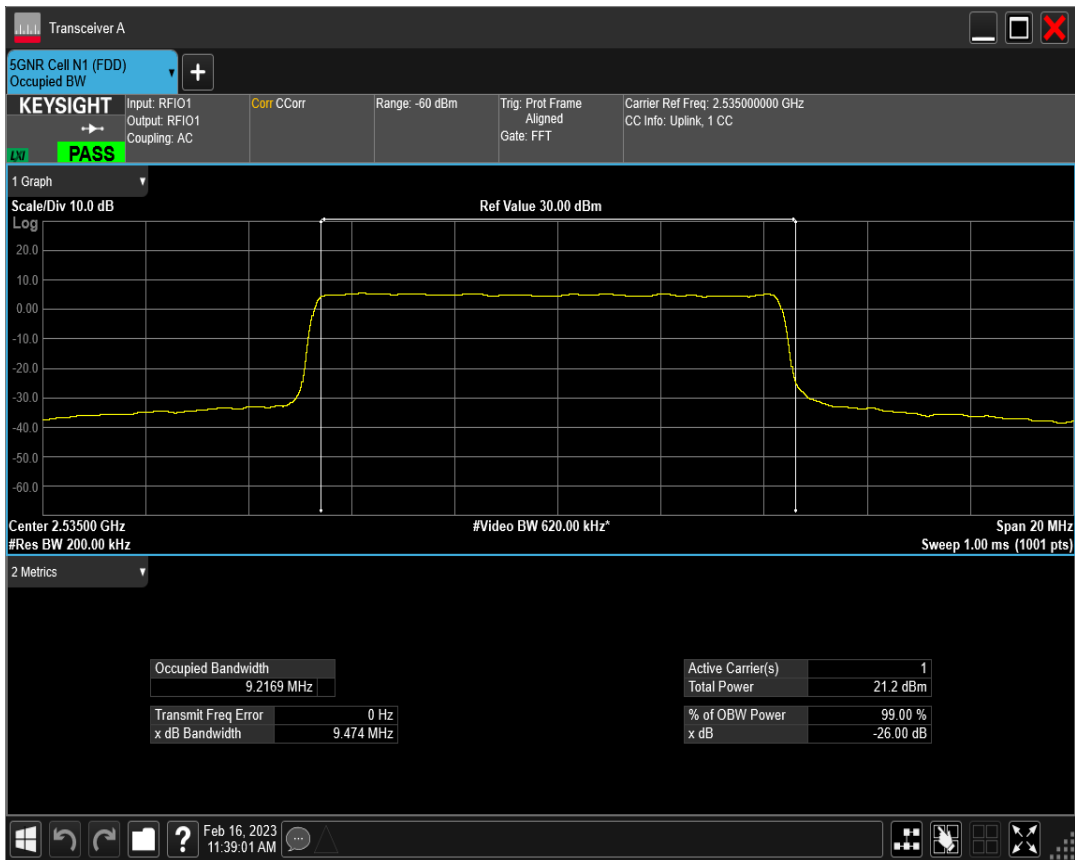 Transceiver A
5GNR Cell N1 (FDD)
Occupied BW
+
KEYSIGHT
LXI
PASS
Input: RFIO1
Output: RFIO1
Coupling: AC
Corr CCorr
Range: -60 dBm
Trig: Prot Frame
Aligned
Gate: FFT
Carrier Ref Freq: 2.535000000 GHz
CC Info: Uplink, 1 CC
1 Graph
Scale/Div 10.0 dB
Ref Value 30.00 dBm
Log
20.0
10.0
0.00
-10.0
-20.0
-30.0
-40.0
-50.0
-60.0
Center 2.53500 GHz
#Video BW 620.00 kHz*
Span 20 MHz
#Res BW 200.00 kHz
Sweep 1.00 ms (1001 pts)
2 Metrics
Occupied Bandwidth
9.2169 MHz
Transmit Freq Error 0 Hz
x dB Bandwidth 9.474 MHz
Active Carrier(s) 1
Total Power 21.2 dBm
% of OBW Power 99.00 %
x dB -26.00 dB
?
Feb 16, 2023
11:39:01 AM